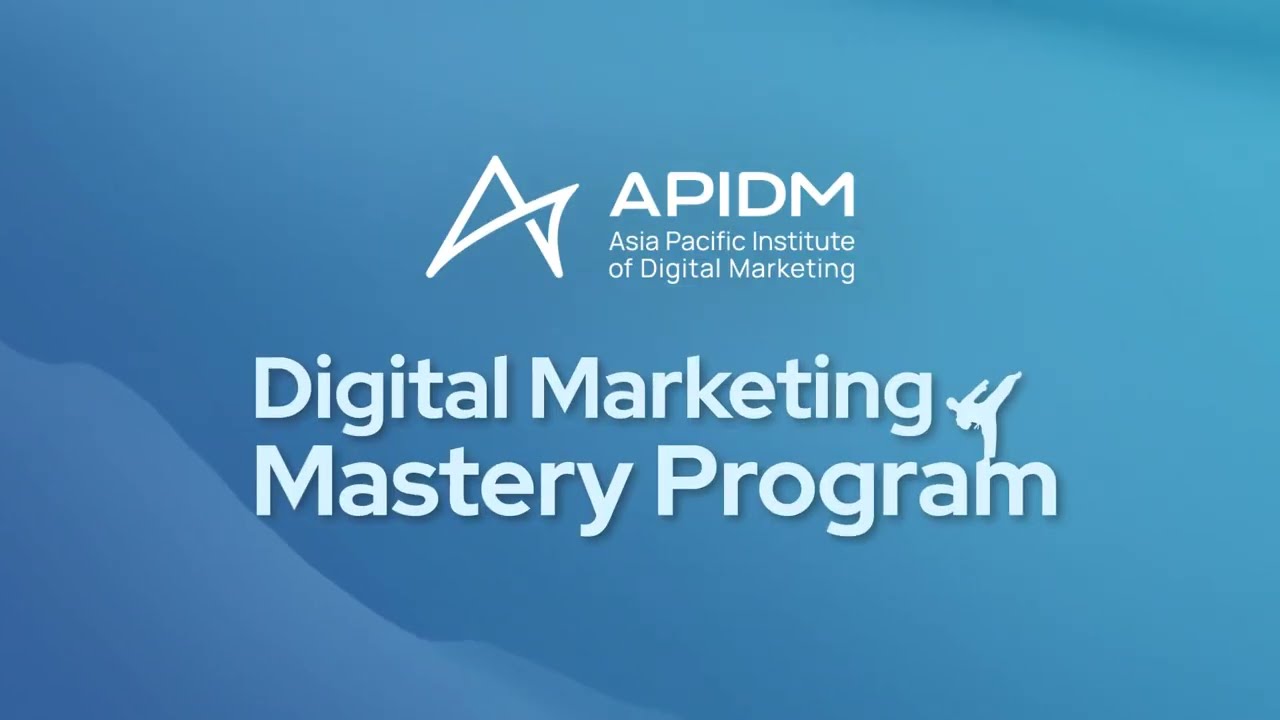 APIDM
Asia Pacific Institute
of Digital Marketing
Digital Marketing
Mastery Program